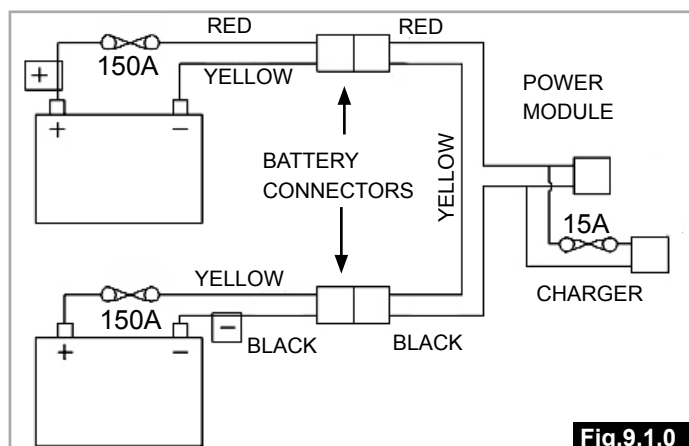 RED
RED
150A
+
YELLOW
+
−
POWER
MODULE
BATTERY
CONNECTORS
YELLOW
15A
YELLOW
CHARGER
150A
−
BLACK
BLACK
+
−
Fig.9.1.0